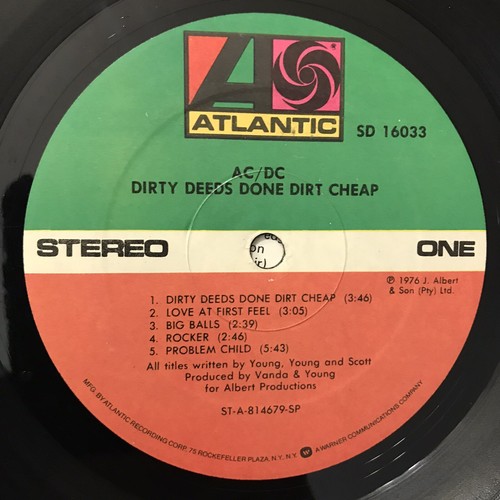 ATLANTIC
SD 16033
AC/DC
DIRTY DEEDS DONE DIRT CHEAP
STEREO
ONE
℗ 1976 J. Albert
& Son (Pty) Ltd.
1. DIRTY DEEDS DONE DIRT CHEAP (3:46)
2. LOVE AT FIRST FEEL (3:05)
3. BIG BALLS (2:39)
4. ROCKER (2:46)
5. PROBLEM CHILD (5:43)
All titles written by Young, Young and Scott
Produced by Vanda & Young
for Albert Productions
ST-A-814679-SP
MFG. BY ATLANTIC RECORDING CORP., 75 ROCKEFELLER PLAZA, N.Y., N.Y. A WARNER COMMUNICATIONS COMPANY